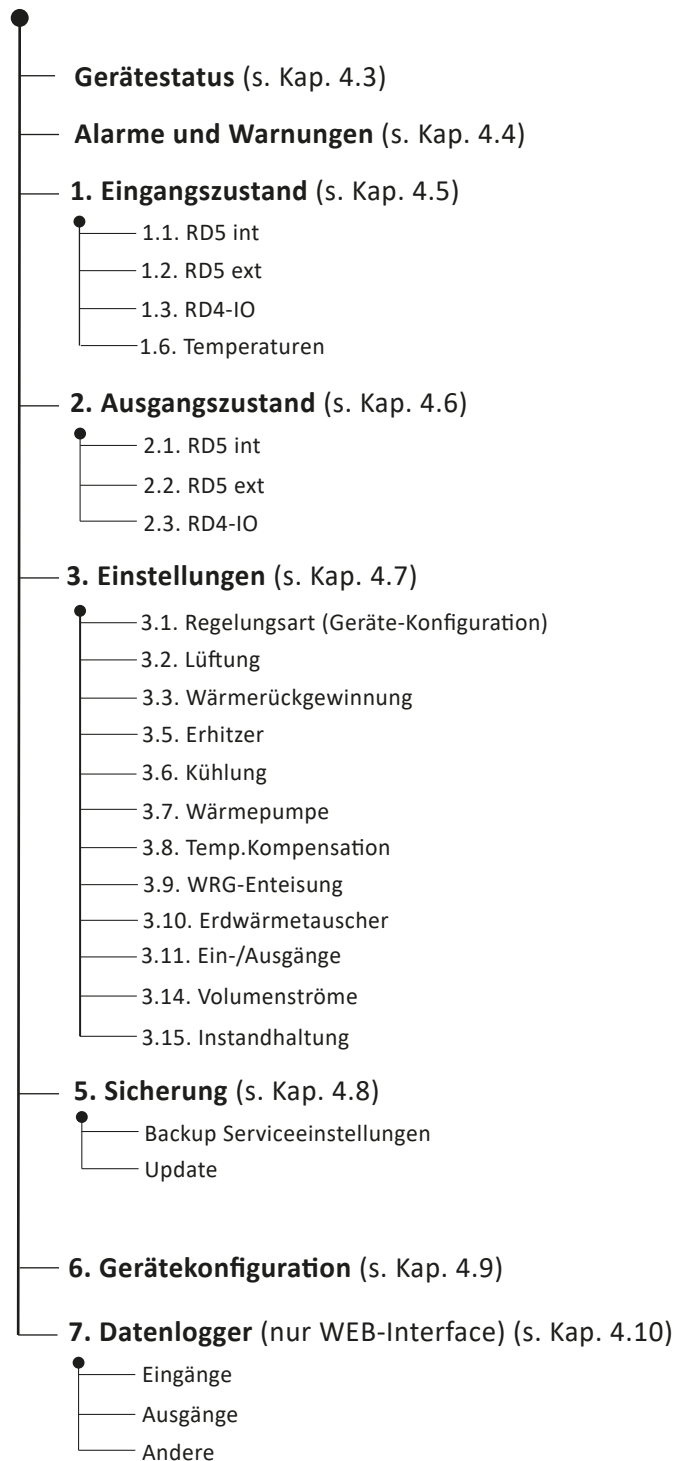 Gerätestatus (s. Kap. 4.3)
Alarme und Warnungen (s. Kap. 4.4)
1. Eingangszustand (s. Kap. 4.5)
1.1. RD5 int
1.2. RD5 ext
1.3. RD4-IO
1.6. Temperaturen
2. Ausgangszustand (s. Kap. 4.6)
2.1. RD5 int
2.2. RD5 ext
2.3. RD4-IO
3. Einstellungen (s. Kap. 4.7)
3.1. Regelungsart (Geräte-Konfiguration)
3.2. Lüftung
3.3. Wärmerückgewinnung
3.5. Erhitzer
3.6. Kühlung
3.7. Wärmepumpe
3.8. Temp.Kompensation
3.9. WRG-Enteisung
3.10. Erdwärmetauscher
3.11. Ein-/Ausgänge
3.14. Volumenströme
3.15. Instandhaltung
5. Sicherung (s. Kap. 4.8)
Backup Serviceeinstellungen
Update
6. Gerätekonfiguration (s. Kap. 4.9)
7. Datenlogger (nur WEB-Interface) (s. Kap. 4.10)
Eingänge
Ausgänge
Andere